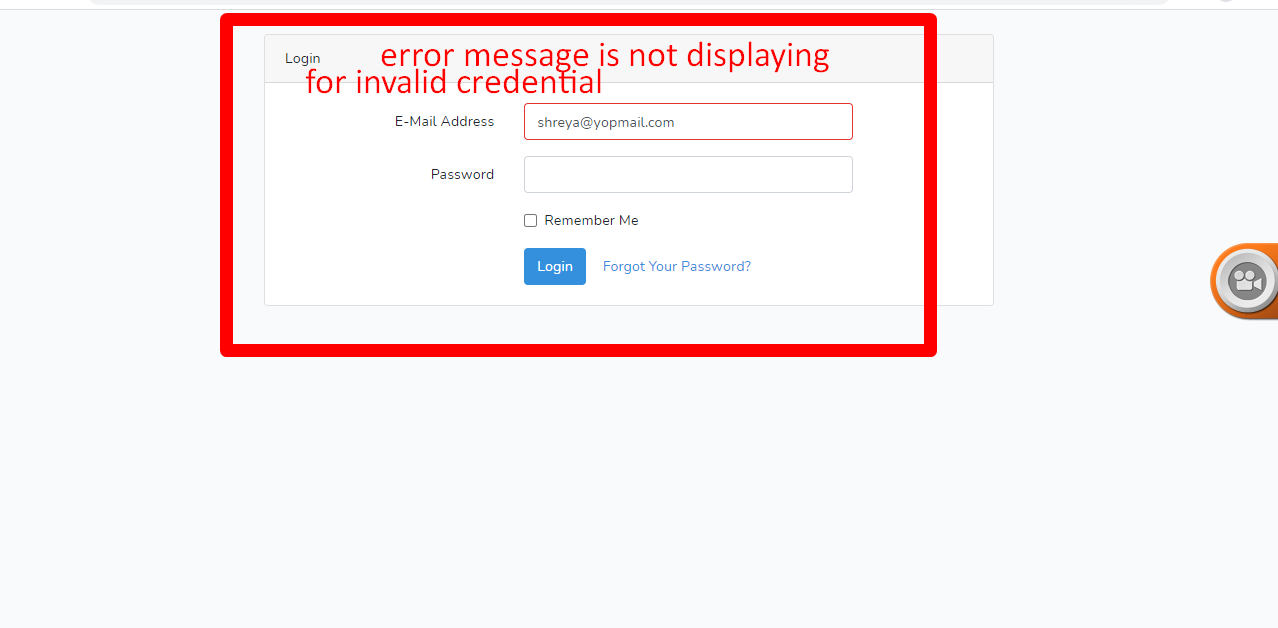 Login
error message is not displaying
for invalid credential
E-Mail Address
shreya@yopmail.com
Password
Remember Me
Login Forgot Your Password?